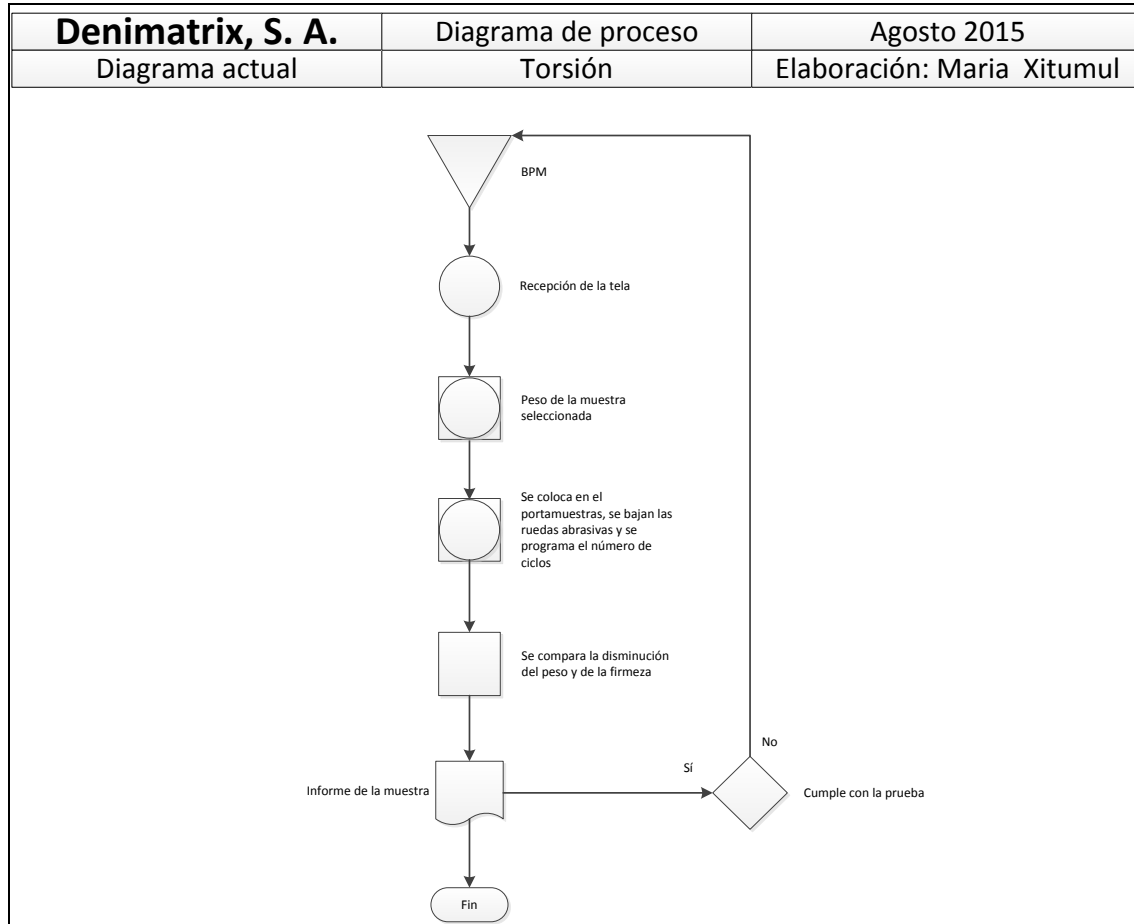 Denimatrix, S. A.
Diagrama de proceso
Agosto 2015
Diagrama actual
Torsión
Elaboración: Maria Xitumul
BPM
Recepción de la tela
Peso de la muestra
seleccionada
Se coloca en el
portamuestras, se bajan las
ruedas abrasivas y se
programa el número de
ciclos
Se compara la disminución
del peso y de la firmeza
Informe de la muestra
Sí
No
Cumple con la prueba
Fin